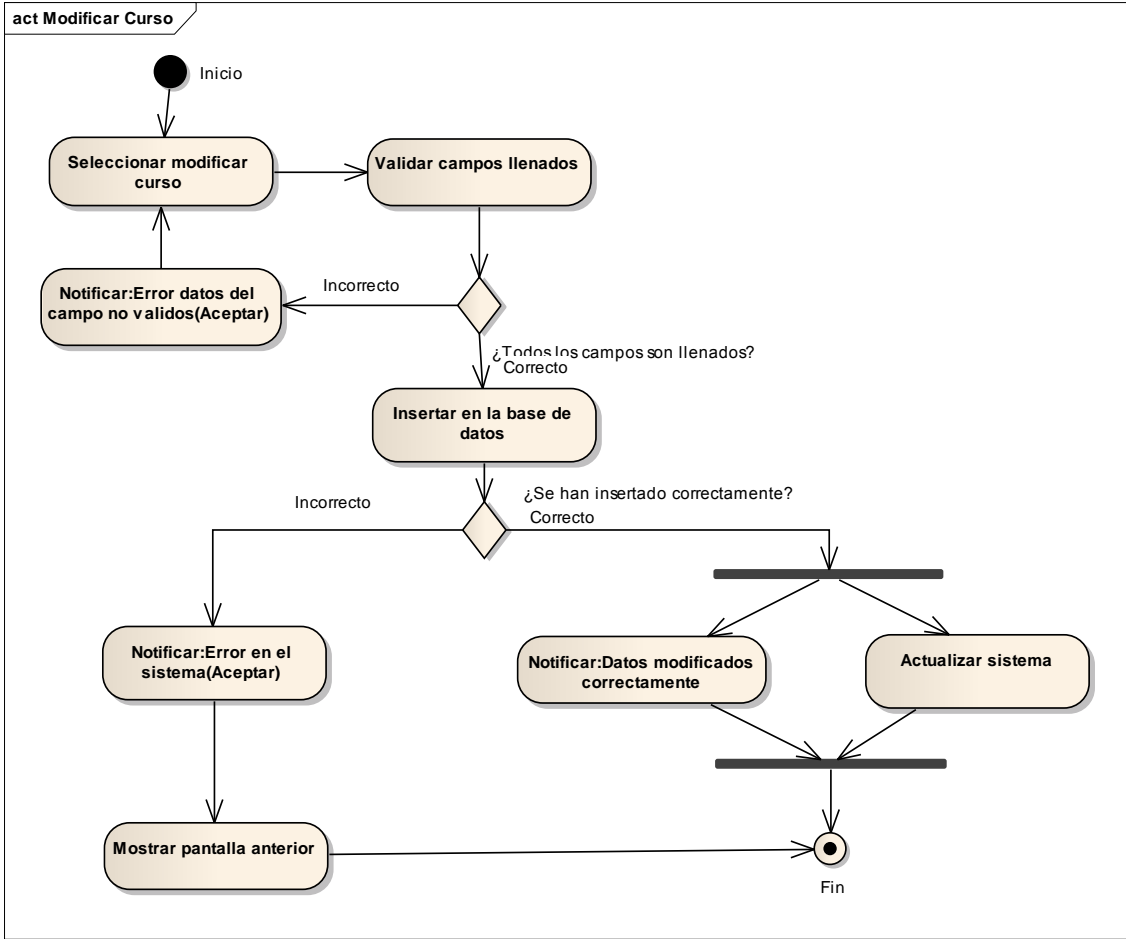 act Modificar Curso
Inicio
Seleccionar modificar
curso
Validar campos llenados
Notificar:Error datos del
campo no validos(Aceptar)
Incorrecto
¿Todos los campos son llenados?
Correcto
Insertar en la base de
datos
Incorrecto
¿Se han insertado correctamente?
Correcto
Notificar:Error en el
sistema(Aceptar)
Notificar:Datos modificados
correctamente
Actualizar sistema
Mostrar pantalla anterior
Fin